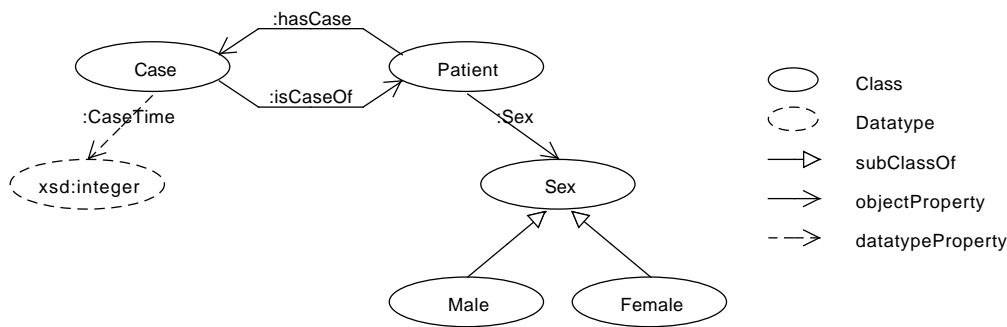 :hasCase
Case
Patient
:isCaseOf
:CaseTime
:Sex
xsd:integer
Sex
Male
Female
Class
Datatype
subClassOf
objectProperty
datatypeProperty